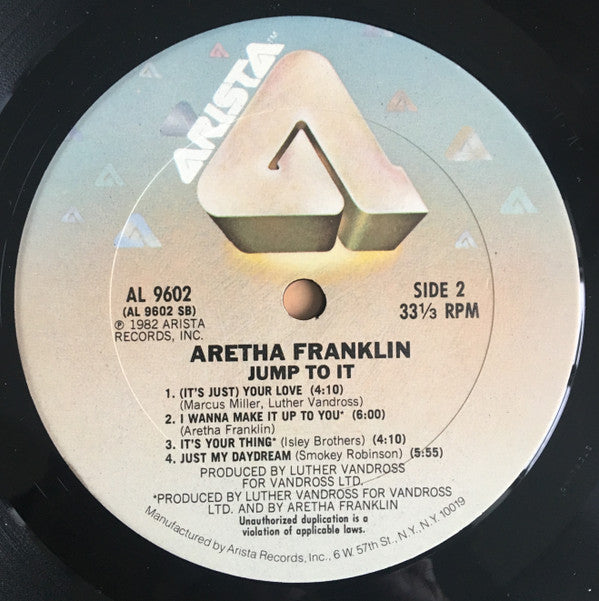 ARISTA™
AL 9602
(AL 9602 SB)
℗ 1982 ARISTA
RECORDS, INC.
SIDE 2
33⅓ RPM
ARETHA FRANKLIN
JUMP TO IT
1. (IT'S JUST) YOUR LOVE (4:10)
(Marcus Miller, Luther Vandross)
2. I WANNA MAKE IT UP TO YOU* (6:00)
(Aretha Franklin)
3. IT'S YOUR THING* (Isley Brothers) (4:10)
4. JUST MY DAYDREAM (Smokey Robinson) (5:55)
PRODUCED BY LUTHER VANDROSS
FOR VANDROSS LTD.
*PRODUCED BY LUTHER VANDROSS FOR VANDROSS
LTD. AND BY ARETHA FRANKLIN
Unauthorized duplication is a
violation of applicable laws.
Manufactured by Arista Records, Inc., 6 W. 57th St., N.Y., N.Y. 10019